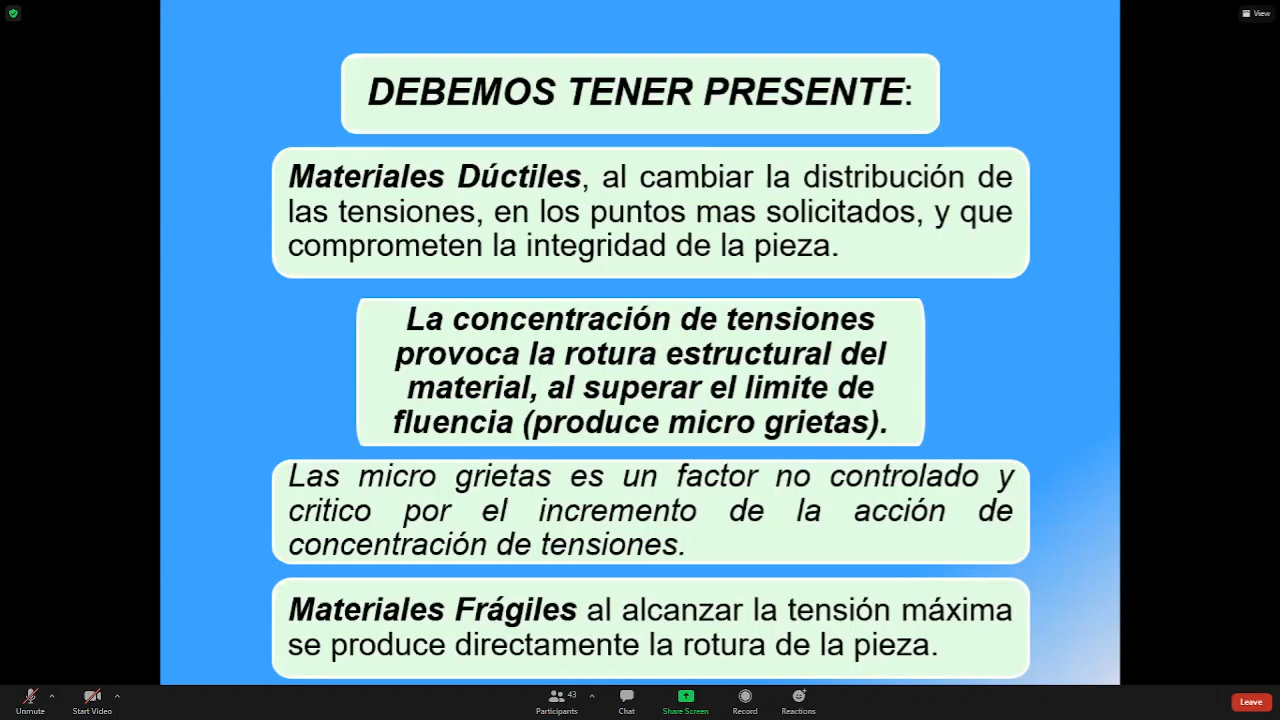 View
DEBEMOS TENER PRESENTE:
Materiales Dúctiles, al cambiar la distribución de
las tensiones, en los puntos mas solicitados, y que
comprometen la integridad de la pieza.
La concentración de tensiones
provoca la rotura estructural del
material, al superar el limite de
fluencia (produce micro grietas).
Las micro grietas es un factor no controlado y
critico por el incremento de la acción de
concentración de tensiones.
Materiales Frágiles al alcanzar la tensión máxima
se produce directamente la rotura de la pieza.
43
Unmute Start Video Participants Chat Share Screen Record Reactions Leave